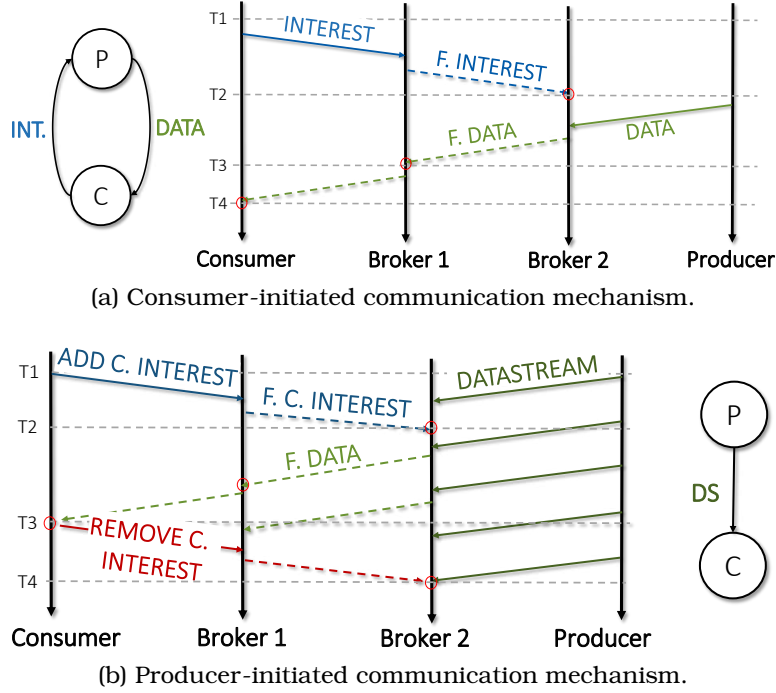 T1
INTEREST
P
F. INTEREST
T2
INT.
DATA
F. DATA
DATA
T3
C
T4
Consumer Broker 1 Broker 2 Producer
(a) Consumer-initiated communication mechanism.
T1
ADD C. INTEREST
DATASTREAM
F. C. INTEREST
P
T2
F. DATA
DS
T3
REMOVE C.
INTEREST
C
T4
Consumer Broker 1 Broker 2 Producer
(b) Producer-initiated communication mechanism.